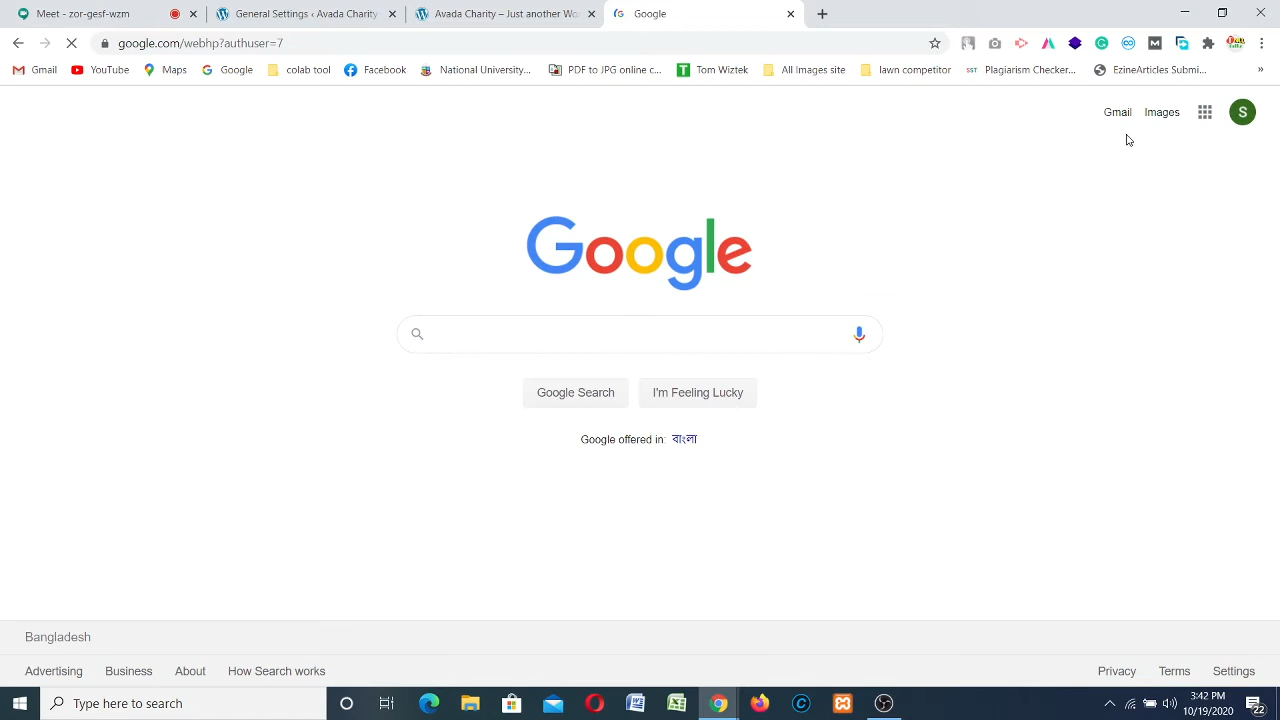 Meet - zor-gesf-wzm
General Settings ‹ Avada Charity
Avada Charity – Just another Wo
Google
google.com/webhp?authuser=7
Gmail
YouTube
Maps
Google
colab tool
Facebook
National University...
PDF to JPG online c...
Tom Wiztek
All Images site
lawn competitor
Plagiarism Checker...
EzineArticles Submi...
»
Gmail
Images
S
Google
Google Search
I'm Feeling Lucky
Google offered in: বাংলা
Bangladesh
Advertising
Business
About
How Search works
Privacy
Terms
Settings
Type here to search
3:42 PM
10/19/2020
22